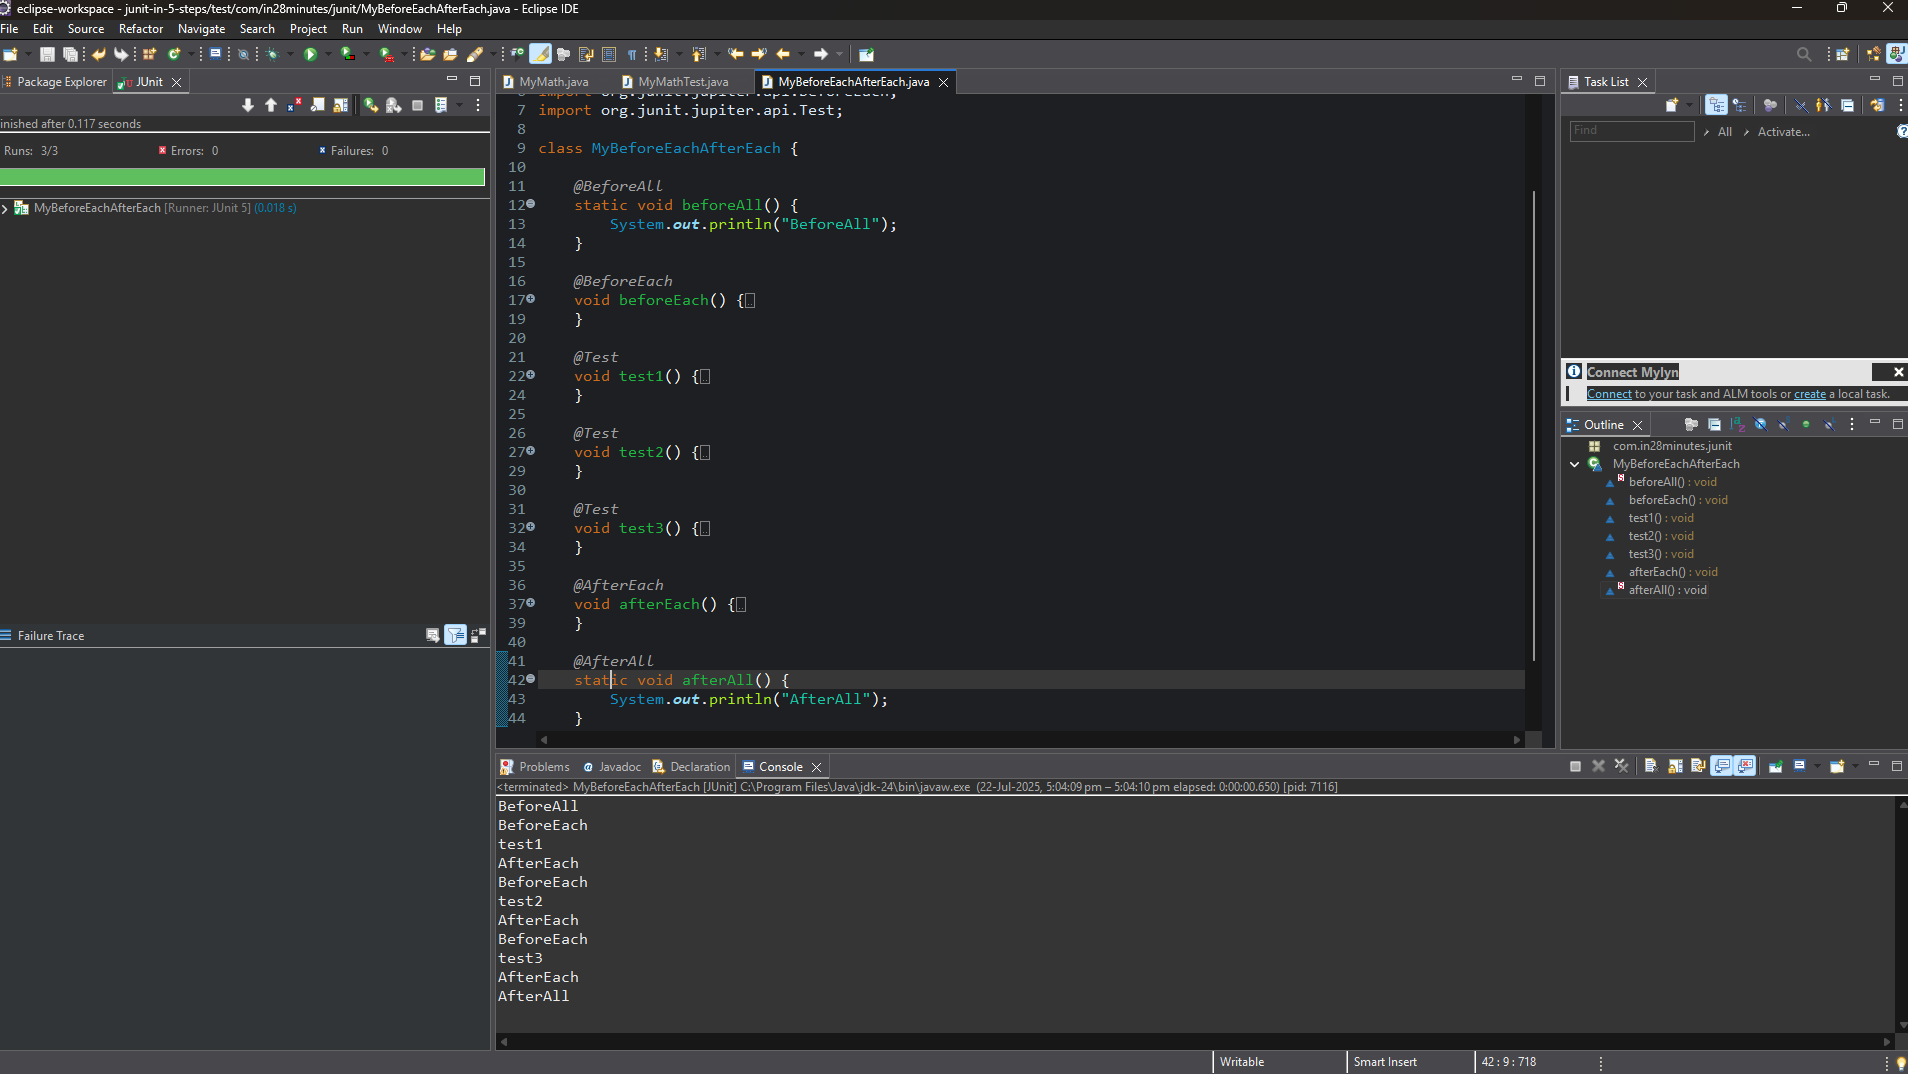 eclipse-workspace - junit-in-5-steps/test/com/in28minutes/junit/MyBeforeEachAfterEach.java - Eclipse IDE
File Edit Source Refactor Navigate Search Project Run Window Help
Package Explorer JUnit
inished after 0.117 seconds
Runs: 3/3 Errors: 0 Failures: 0
MyBeforeEachAfterEach [Runner: JUnit 5] (0.018 s)
Failure Trace
MyMath.java MyMathTest.java MyBeforeEachAfterEach.java
7 import org.junit.jupiter.api.Test;
8
9 class MyBeforeEachAfterEach {
10
11 @BeforeAll
12 static void beforeAll() {
13 System.out.println("BeforeAll");
14 }
15
16 @BeforeEach
17 void beforeEach() {
19 }
20
21 @Test
22 void test1() {
24 }
25
26 @Test
27 void test2() {
29 }
30
31 @Test
32 void test3() {
34 }
35
36 @AfterEach
37 void afterEach() {
39 }
40
41 @AfterAll
42 static void afterAll() {
43 System.out.println("AfterAll");
44 }
Task List
Find All Activate...
Connect Mylyn
Connect to your task and ALM tools or create a local task.
Outline
com.in28minutes.junit
MyBeforeEachAfterEach
beforeAll() : void
beforeEach() : void
test1() : void
test2() : void
test3() : void
afterEach() : void
afterAll() : void
Problems Javadoc Declaration Console
<terminated> MyBeforeEachAfterEach [JUnit] C:\Program Files\Java\jdk-24\bin\javaw.exe (22-Jul-2025, 5:04:09 pm – 5:04:10 pm elapsed: 0:00:00.650) [pid: 7116]
BeforeAll
BeforeEach
test1
AfterEach
BeforeEach
test2
AfterEach
BeforeEach
test3
AfterEach
AfterAll
Writable Smart Insert 42 : 9 : 718